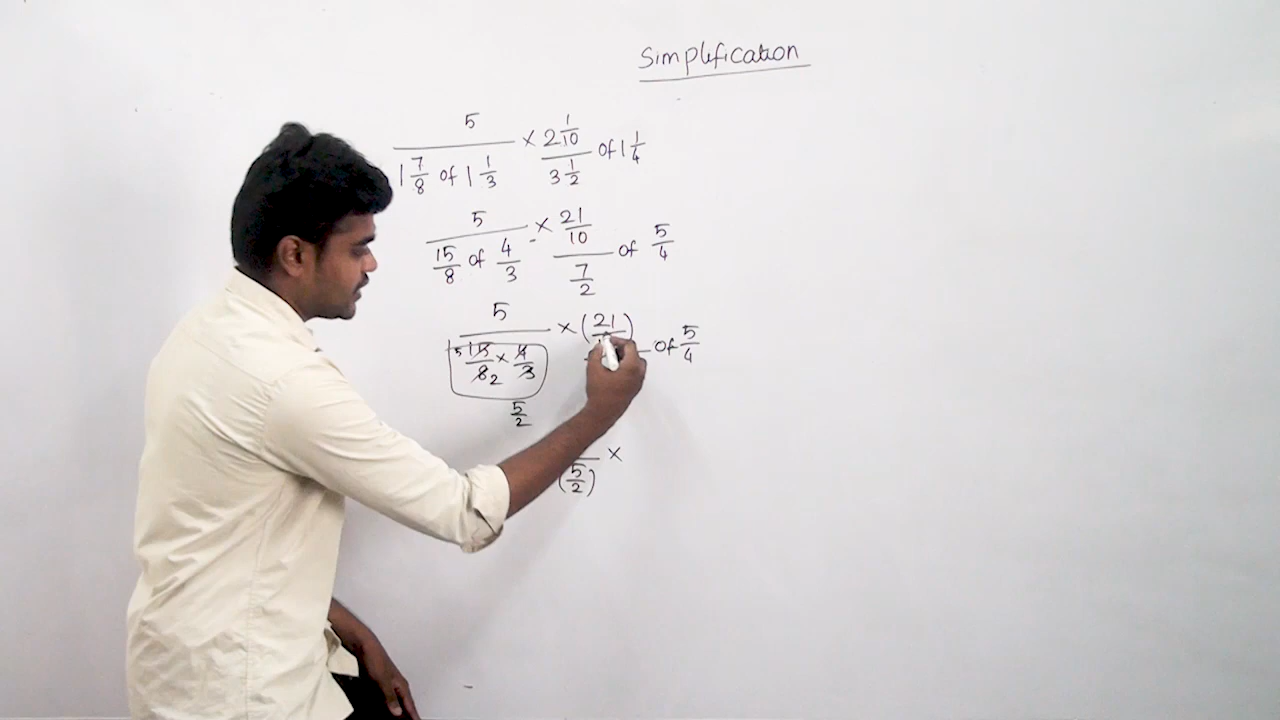 Simplification
5 / (1 7/8 of 1 1/3) × (2 1/10) / (3 1/2) of 1 1/4
5 / (15/8 of 4/3) × (21/10) / (7/2) of 5/4
5 / (15/8 × 4/3) × (21 of 5/4
5 2
5/2
(5/2) ×